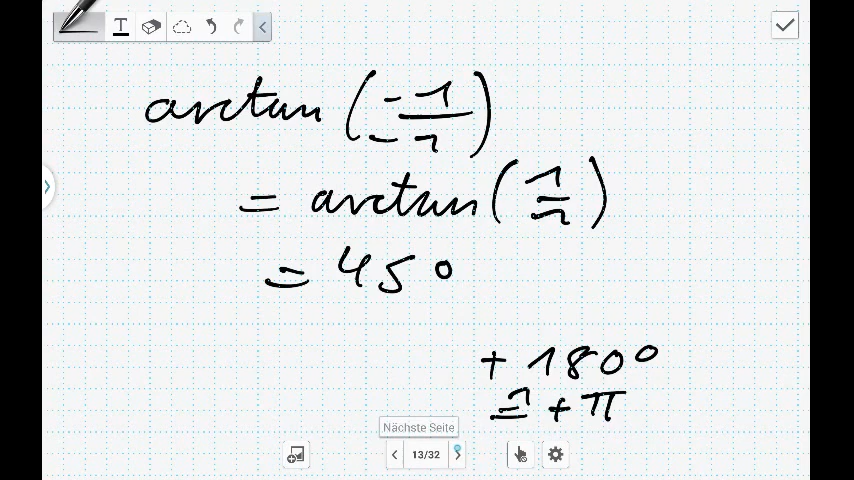 T
arctan (-1/-1)
= arctan (1/1)
= 45°
+ 180°
≙ + π
Nächste Seite
13/32